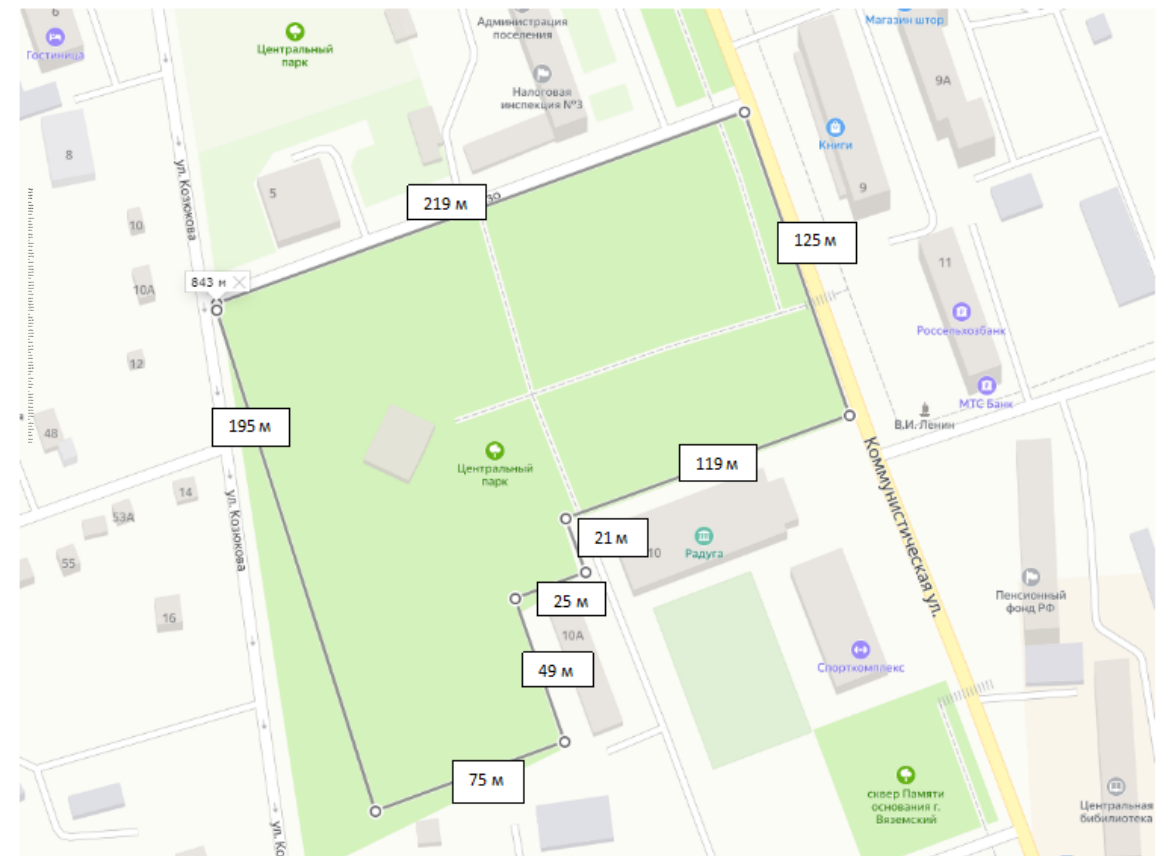 6
Гостиница
Центральный
парк
Администрация
поселения
Налоговая
инспекция №3
Магазин штор
9А
Книги
9
8
ул. Козюкова
5
219 м
125 м
10
10А
843 м
11
Россельхозбанк
12
МТС Банк
В.И. Ленин
195 м
48
Центральный
парк
119 м
Коммунистическая ул.
14
53А
ул. Козюкова
21 м
10
Радуга
55
25 м
Пенсионный
фонд РФ
16
10А
49 м
Спорткомплекс
75 м
сквер Памяти
основания г.
Вяземский
Центральная
библиотека
ул. Ко